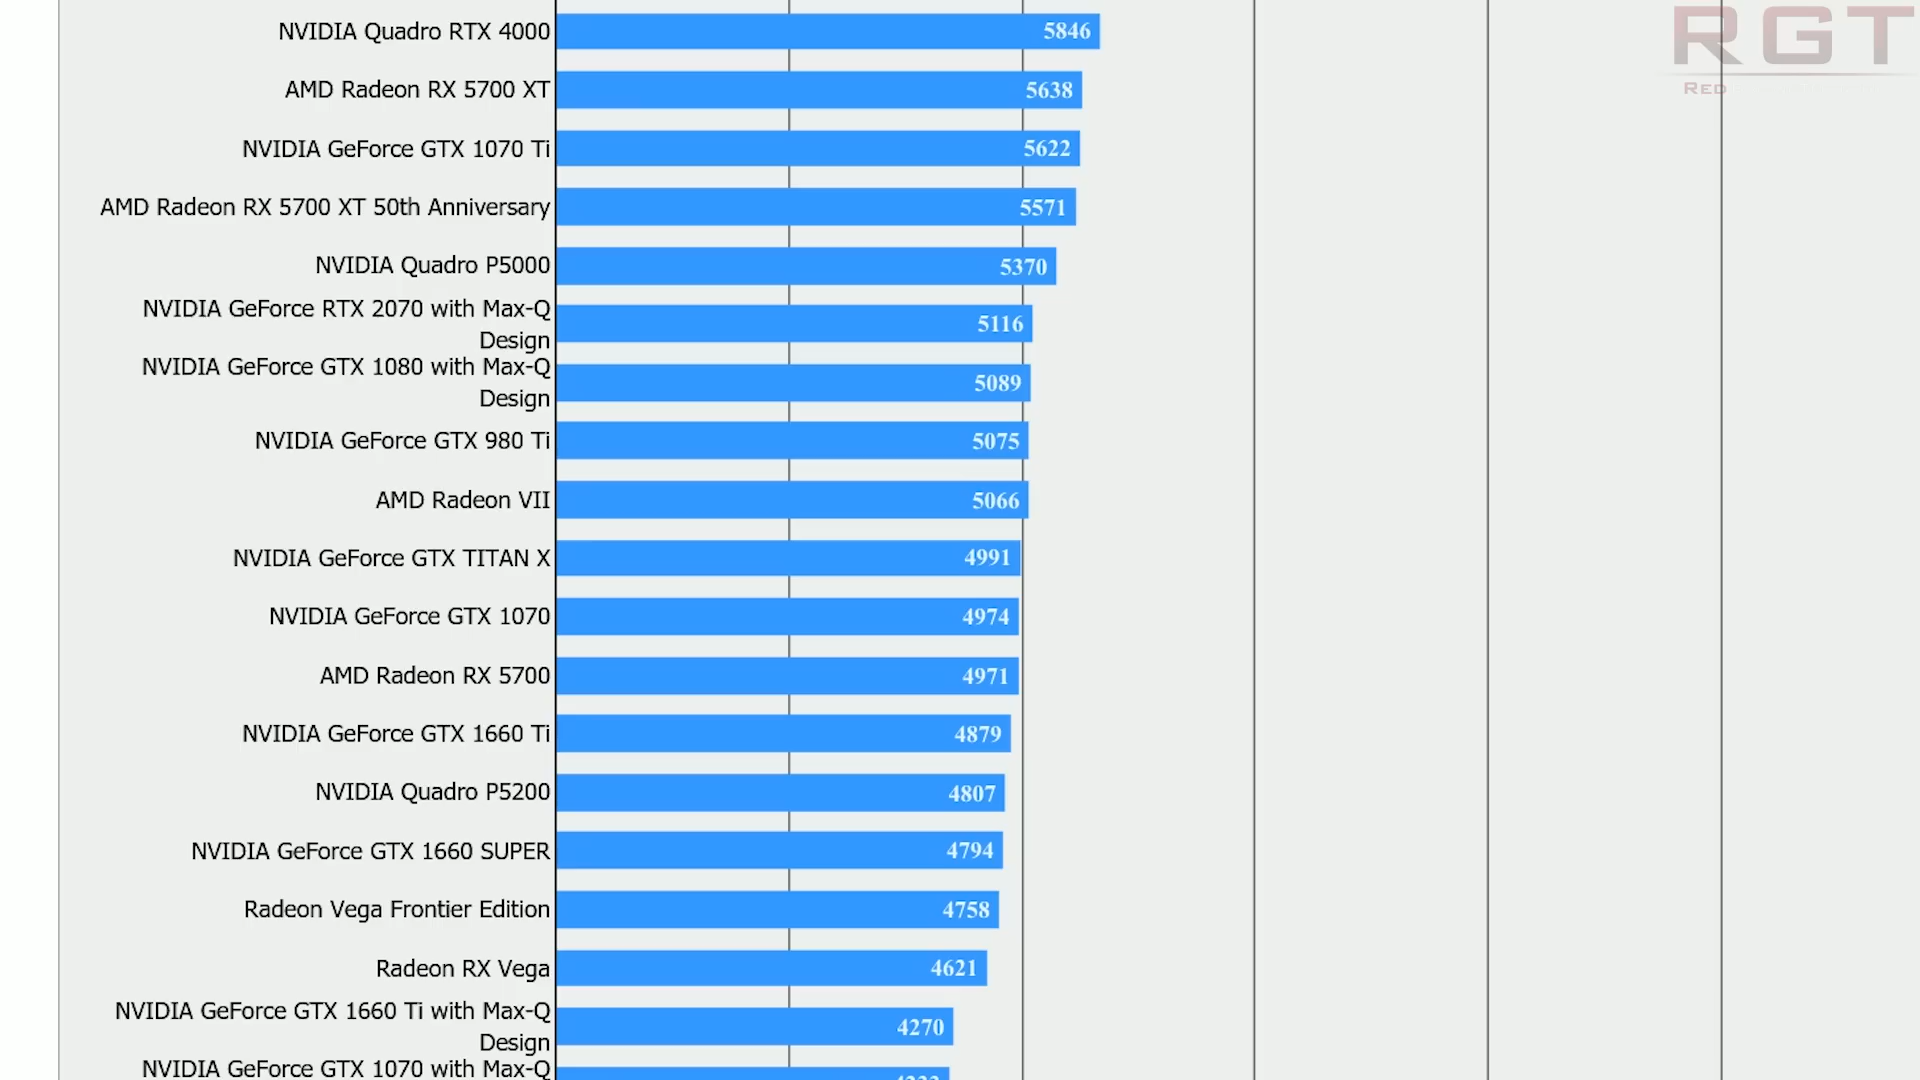 NVIDIA Quadro RTX 4000 5846
RGT
RED
AMD Radeon RX 5700 XT 5638
NVIDIA GeForce GTX 1070 Ti 5622
AMD Radeon RX 5700 XT 50th Anniversary 5571
NVIDIA Quadro P5000 5370
NVIDIA GeForce RTX 2070 with Max-Q
Design 5116
NVIDIA GeForce GTX 1080 with Max-Q
Design 5089
NVIDIA GeForce GTX 980 Ti 5075
AMD Radeon VII 5066
NVIDIA GeForce GTX TITAN X 4991
NVIDIA GeForce GTX 1070 4974
AMD Radeon RX 5700 4971
NVIDIA GeForce GTX 1660 Ti 4879
NVIDIA Quadro P5200 4807
NVIDIA GeForce GTX 1660 SUPER 4794
Radeon Vega Frontier Edition 4758
Radeon RX Vega 4621
NVIDIA GeForce GTX 1660 Ti with Max-Q
Design 4270
NVIDIA GeForce GTX 1070 with Max-Q